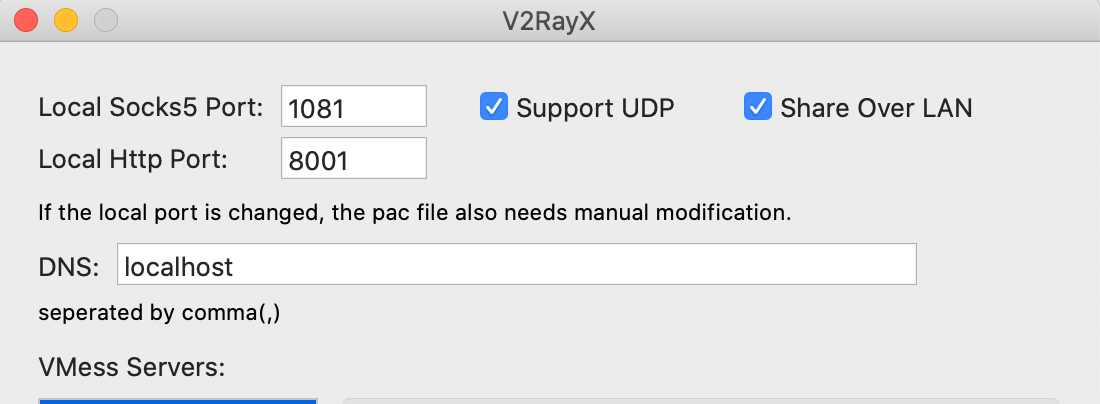 V2RayX
Local Socks5 Port: 1081 Support UDP Share Over LAN
Local Http Port: 8001
If the local port is changed, the pac file also needs manual modification.
DNS: localhost
seperated by comma(,)
VMess Servers: